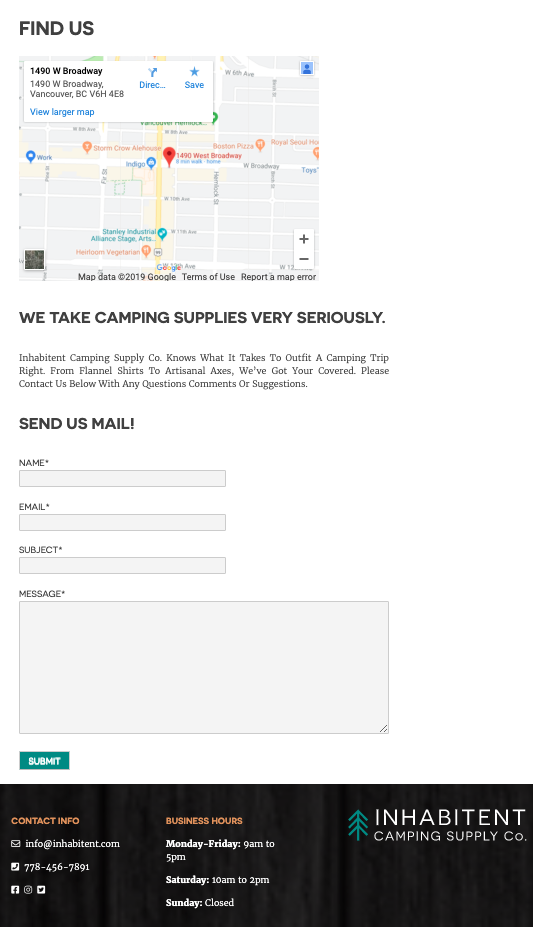 FIND US
1490 W Broadway
1490 W Broadway,
Vancouver, BC V6H 4E8
Direc...
Save
View larger map
W 6th Ave
Vancouver Hemlock...
W 8th Ave
Storm Crow Alehouse
Boston Pizza
Royal Seoul Ho
Work
Indigo
1490 West Broadway
8 min walk · home
W Broadway
Toys"
Fir St
Hemlock St
W 10th Ave
Stanley Industrial
Alliance Stage, Arts...
W 11th Ave
Heirloom Vegetarian
Google
W 12th Ave
W 12
Map data ©2019 Google
Terms of Use
Report a map error
WE TAKE CAMPING SUPPLIES VERY SERIOUSLY.
Inhabitent Camping Supply Co. Knows What It Takes To Outfit A Camping Trip
Right. From Flannel Shirts To Artisanal Axes, We've Got Your Covered. Please
Contact Us Below With Any Questions Comments Or Suggestions.
SEND US MAIL!
NAME*
EMAIL*
SUBJECT*
MESSAGE*
SUBMIT
CONTACT INFO
info@inhabitent.com
778-456-7891
BUSINESS HOURS
Monday-Friday: 9am to
5pm
Saturday: 10am to 2pm
Sunday: Closed
INHABITENT
CAMPING SUPPLY Co.